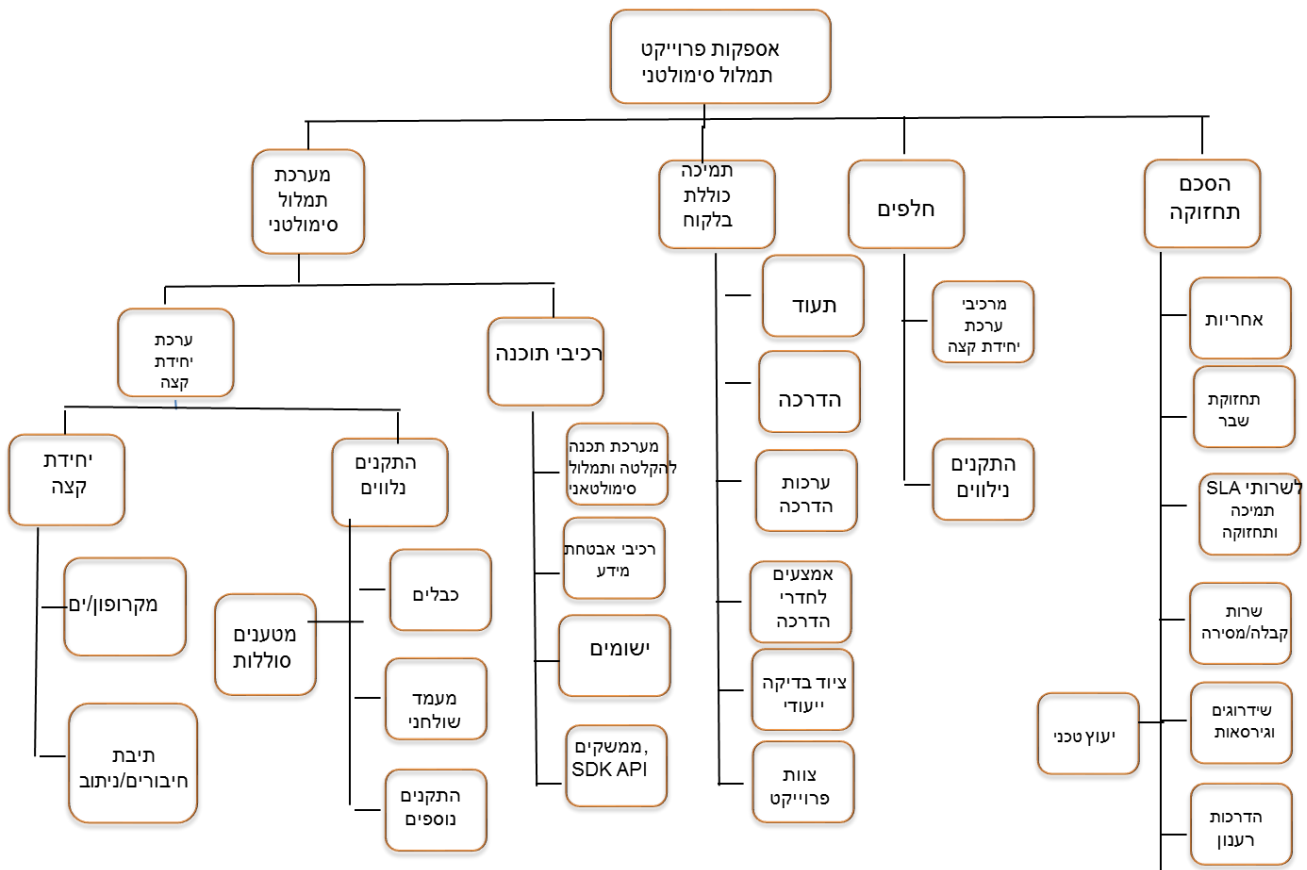 אספקות פרוייקט
תמלול סימולטני
הסכם
תחזוקה
חלפים
תמיכה
כוללת
בלקוח
מערכת
תמלול
סימולטני
אחריות
תחזוקת
שבר
לשרותי SLA
תמיכה
ותחזוקה
שרות
קבלה/מסירה
שידרוגים
וגירסאות
יעוץ טכני
הדרכות
רענון
מרכיבי
ערכת
יחידת קצה
התקנים
נילווים
תעוד
הדרכה
ערכות
הדרכה
אמצעים
לחדרי
הדרכה
ציוד בדיקה
ייעודי
צוות
פרוייקט
רכיבי תוכנה
מערכת תכנה
להקלטה ותמלול
סימולטאני
רכיבי אבטחת
מידע
ישומים
ממשקים,
SDK API
ערכת
יחידת
קצה
התקנים
נלווים
כבלים
מטענים
סוללות
מעמד
שולחני
התקנים
נוספים
יחידת
קצה
מקרופון/ים
תיבת
חיבורים/ניתוב